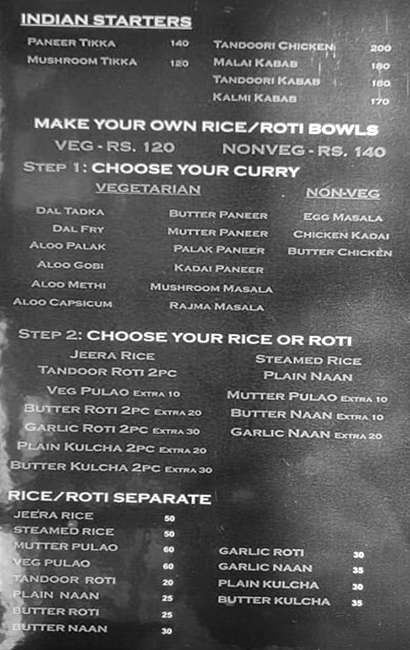 INDIAN STARTERS
PANEER TIKKA 140
MUSHROOM TIKKA 120
TANDOORI CHICKEN 200
MALAI KABAB 180
TANDOORI KABAB 180
KALMI KABAB 170
MAKE YOUR OWN RICE/ROTI BOWLS
VEG - RS. 120 NONVEG - RS. 140
STEP 1: CHOOSE YOUR CURRY
VEGETARIAN
DAL TADKA BUTTER PANEER
DAL FRY MUTTER PANEER
ALOO PALAK PALAK PANEER
ALOO GOBI KADAI PANEER
ALOO METHI MUSHROOM MASALA
ALOO CAPSICUM RAJMA MASALA
NON-VEG
EGG MASALA
CHICKEN KADAI
BUTTER CHICKEN
STEP 2: CHOOSE YOUR RICE OR ROTI
JEERA RICE STEAMED RICE
TANDOOR ROTI 2PC PLAIN NAAN
VEG PULAO EXTRA 10 MUTTER PULAO EXTRA 10
BUTTER ROTI 2PC EXTRA 20 BUTTER NAAN EXTRA 10
GARLIC ROTI 2PC EXTRA 30 GARLIC NAAN EXTRA 20
PLAIN KULCHA 2PC EXTRA 20
BUTTER KULCHA 2PC EXTRA 30
RICE/ROTI SEPARATE
JEERA RICE 50
STEAMED RICE 50
MUTTER PULAO 60
VEG PULAO 60
TANDOOR ROTI 20
PLAIN NAAN 25
BUTTER ROTI 25
BUTTER NAAN 30
GARLIC ROTI 30
GARLIC NAAN 35
PLAIN KULCHA 30
BUTTER KULCHA 35